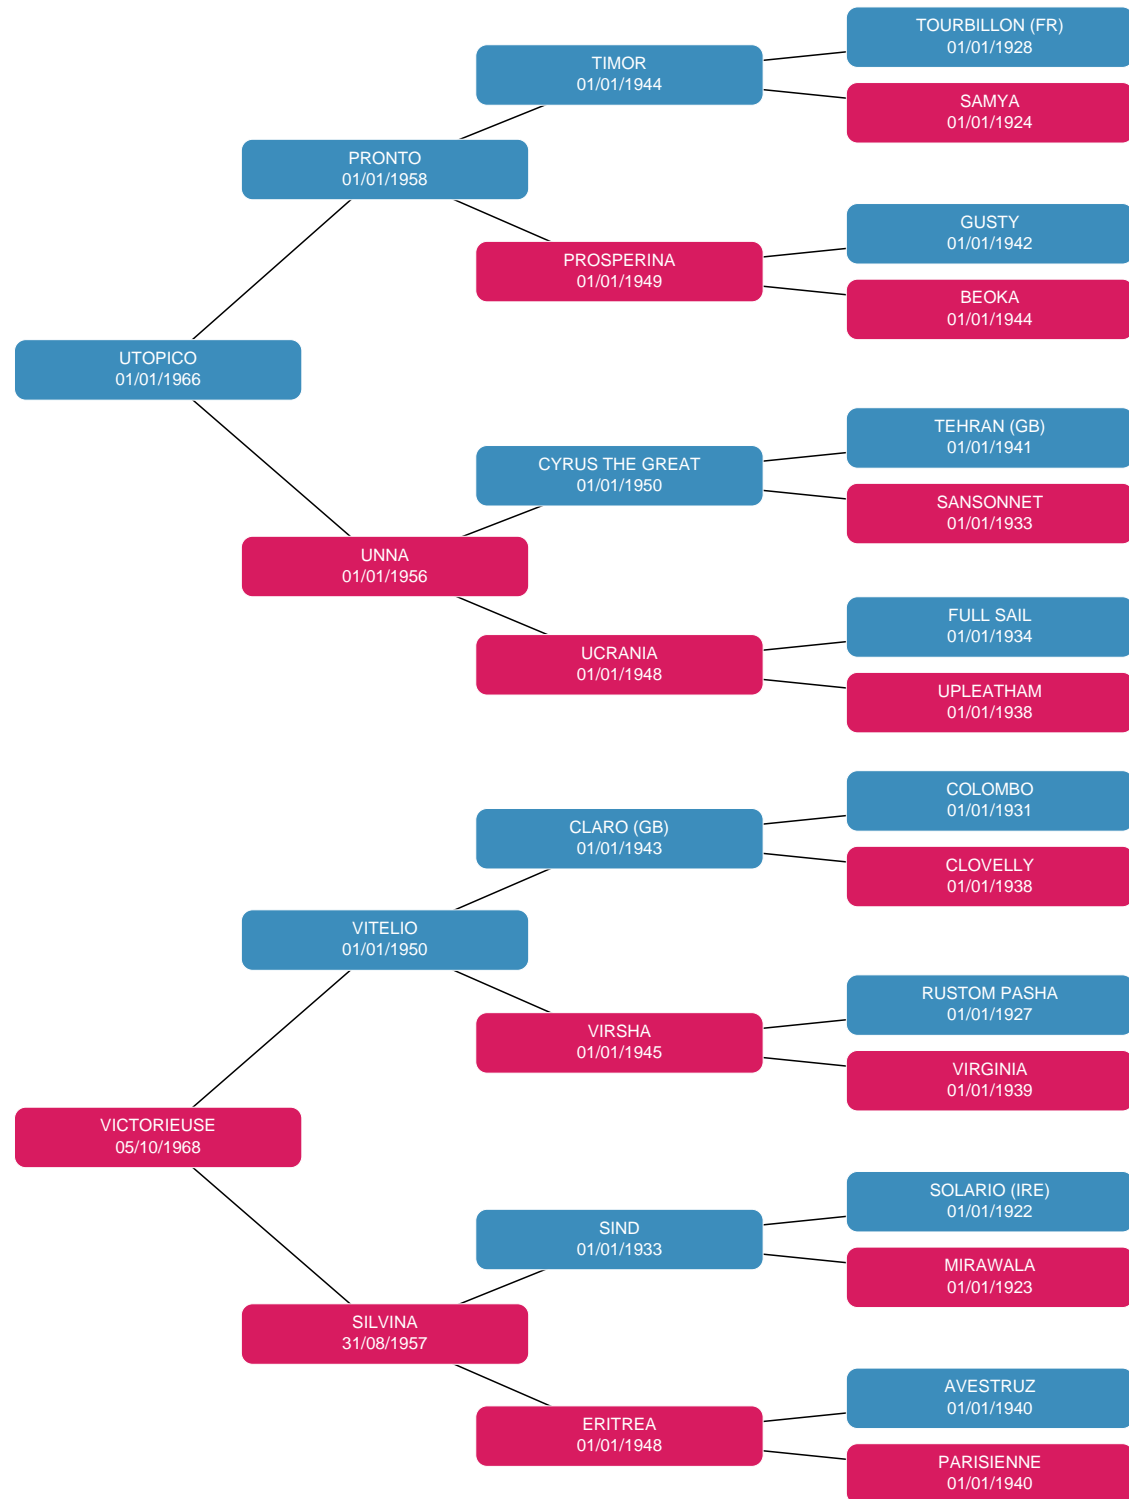 TOURBILLON (FR)
01/01/1928
TIMOR
01/01/1944
SAMYA
01/01/1924
PRONTO
01/01/1958
GUSTY
01/01/1942
PROSPERINA
01/01/1949
BEOKA
01/01/1944
UTOPICO
01/01/1966
TEHRAN (GB)
01/01/1941
CYRUS THE GREAT
01/01/1950
SANSONNET
01/01/1933
UNNA
01/01/1956
FULL SAIL
01/01/1934
UCRANIA
01/01/1948
UPLEATHAM
01/01/1938
COLOMBO
01/01/1931
CLARO (GB)
01/01/1943
CLOVELLY
01/01/1938
VITELIO
01/01/1950
RUSTOM PASHA
01/01/1927
VIRSHA
01/01/1945
VIRGINIA
01/01/1939
VICTORIEUSE
05/10/1968
SOLARIO (IRE)
01/01/1922
SIND
01/01/1933
MIRAWALA
01/01/1923
SILVINA
31/08/1957
AVESTRUZ
01/01/1940
ERITREA
01/01/1948
PARISIENNE
01/01/1940